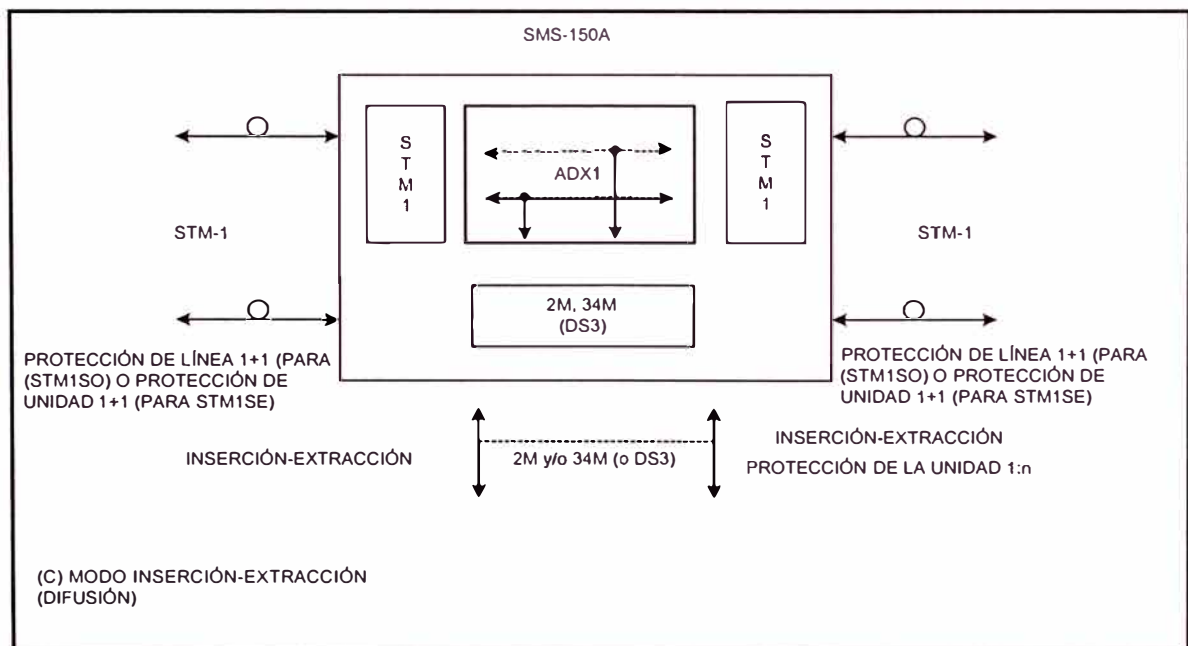 SMS-150A
STM1
ADX1
STM1
STM-1
STM-1
2M, 34M
(DS3)
PROTECCIÓN DE LÍNEA 1+1 (PARA
(STM1SO) O PROTECCIÓN DE
UNIDAD 1+1 (PARA STM1SE)
PROTECCIÓN DE LÍNEA 1+1 (PARA
(STM1SO) O PROTECCIÓN DE
UNIDAD 1+1 (PARA STM1SE)
INSERCIÓN-EXTRACCIÓN
2M y/o 34M (o DS3)
INSERCIÓN-EXTRACCIÓN
PROTECCIÓN DE LA UNIDAD 1:n
(C) MODO INSERCIÓN-EXTRACCIÓN
(DIFUSIÓN)